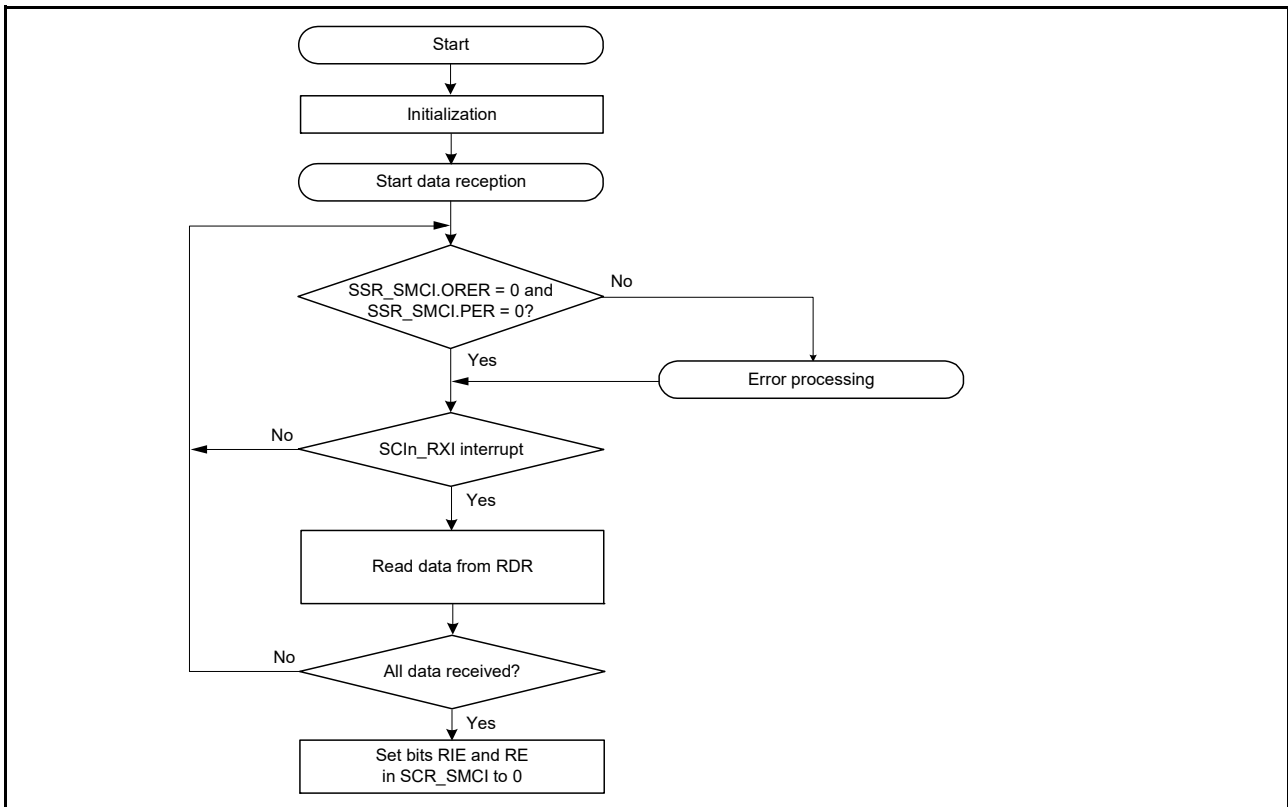 Start
Initialization
Start data reception
SSR_SMCI.ORER = 0 and
SSR_SMCI.PER = 0?
No
Yes
Error processing
No
SCIn_RXI interrupt
Yes
Read data from RDR
No
All data received?
Yes
Set bits RIE and RE
in SCR_SMCI to 0